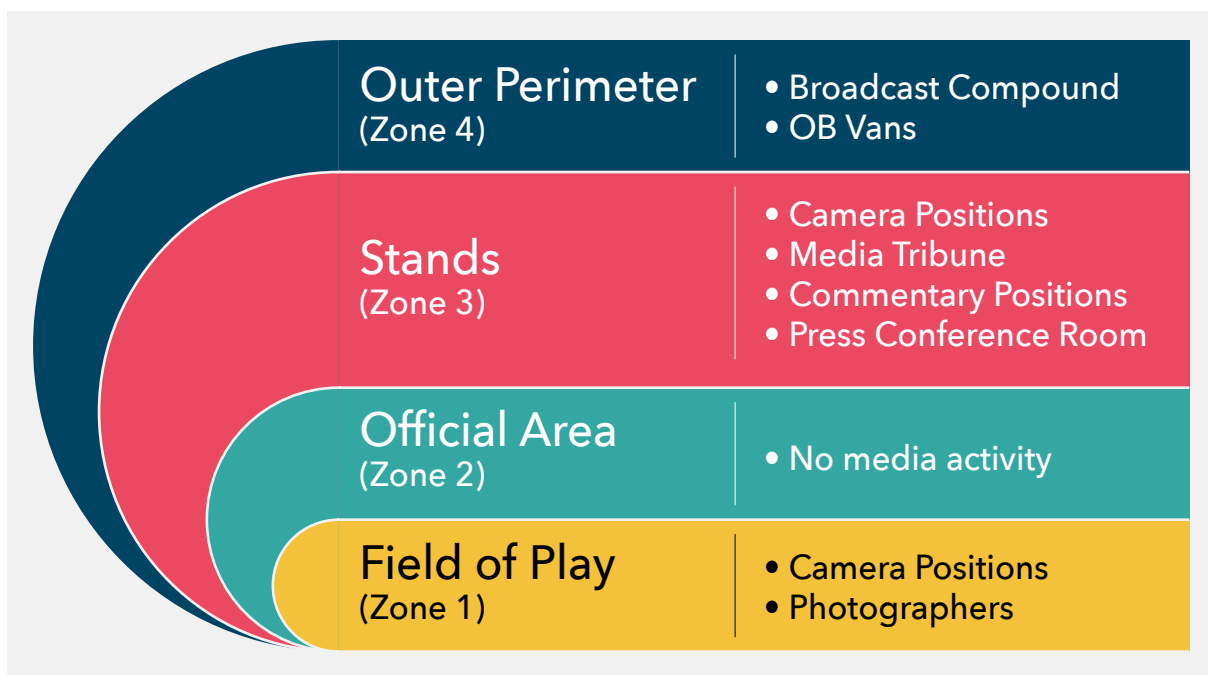 Outer Perimeter
(Zone 4)
• Broadcast Compound
• OB Vans
Stands
(Zone 3)
• Camera Positions
• Media Tribune
• Commentary Positions
• Press Conference Room
Official Area
(Zone 2)
• No media activity
Field of Play
(Zone 1)
• Camera Positions
• Photographers